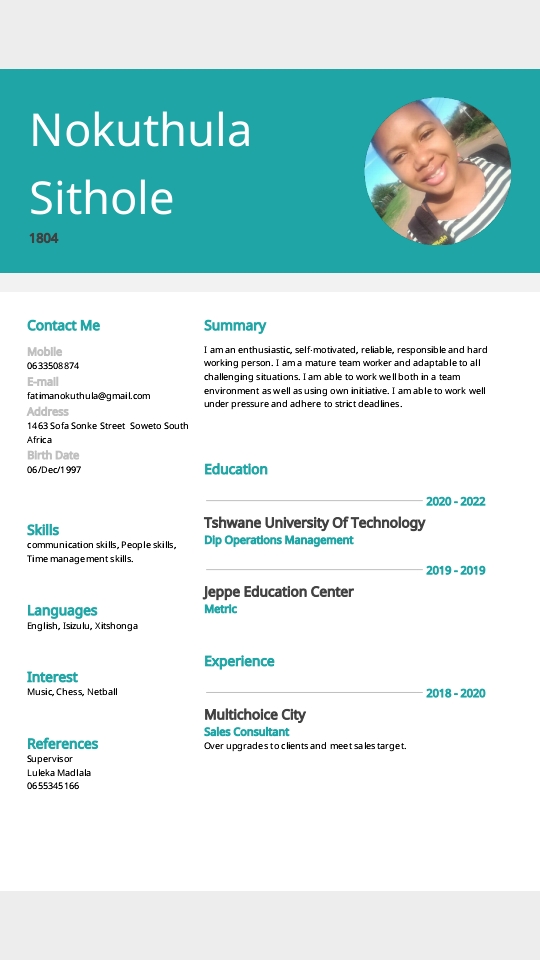 Nokuthula
Sithole
1804
Contact Me
Mobile
0633508874
E-mail
fatimanokuthula@gmail.com
Address
1463 Sofa Sonke Street Soweto South
Africa
Birth Date
06/Dec/1997
Skills
communication skills, People skills,
Time management skills.
Languages
English, Isizulu, Xitshonga
Interest
Music, Chess, Netball
References
Supervisor
Luleka Madlala
0655345166
Summary
I am an enthusiastic, self-motivated, reliable, responsible and hard
working person. I am a mature team worker and adaptable to all
challenging situations. I am able to work well both in a team
environment as well as using own initiative. I am able to work well
under pressure and adhere to strict deadlines.
Education
2020 - 2022
Tshwane University Of Technology
Dip Operations Management
2019 - 2019
Jeppe Education Center
Metric
Experience
2018 - 2020
Multichoice City
Sales Consultant
Over upgrades to clients and meet sales target.